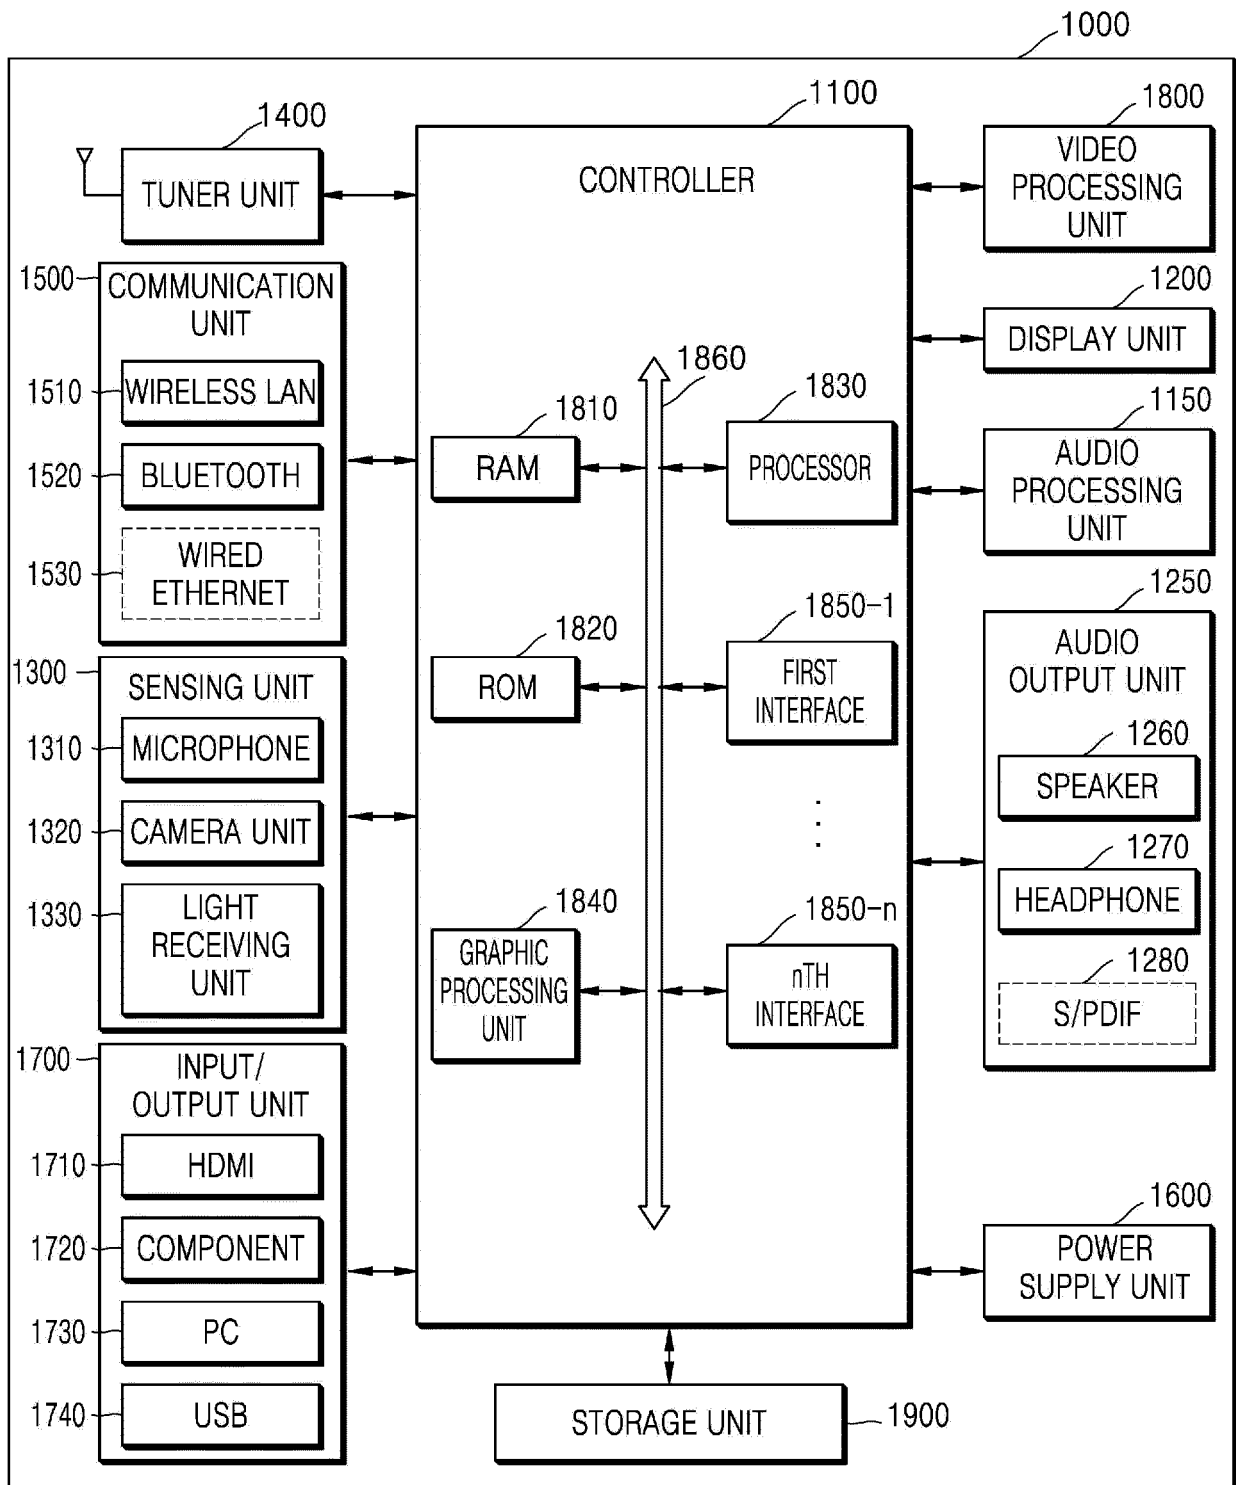 1000
1400
TUNER UNIT
1500
COMMUNICATION
UNIT
1510
WIRELESS LAN
1520
BLUETOOTH
1530
WIRED
ETHERNET
1300
SENSING UNIT
1310
MICROPHONE
1320
CAMERA UNIT
1330
LIGHT
RECEIVING
UNIT
1700
INPUT/
OUTPUT UNIT
1710
HDMI
1720
COMPONENT
1730
PC
1740
USB
1100
CONTROLLER
1860
1810
RAM
1830
PROCESSOR
1820
ROM
1850-1
FIRST
INTERFACE
1840
GRAPHIC
PROCESSING
UNIT
1850-n
nTH
INTERFACE
1800
VIDEO
PROCESSING
UNIT
1200
DISPLAY UNIT
1150
AUDIO
PROCESSING
UNIT
1250
AUDIO
OUTPUT UNIT
1260
SPEAKER
1270
HEADPHONE
1280
S/PDIF
1600
POWER
SUPPLY UNIT
STORAGE UNIT
1900